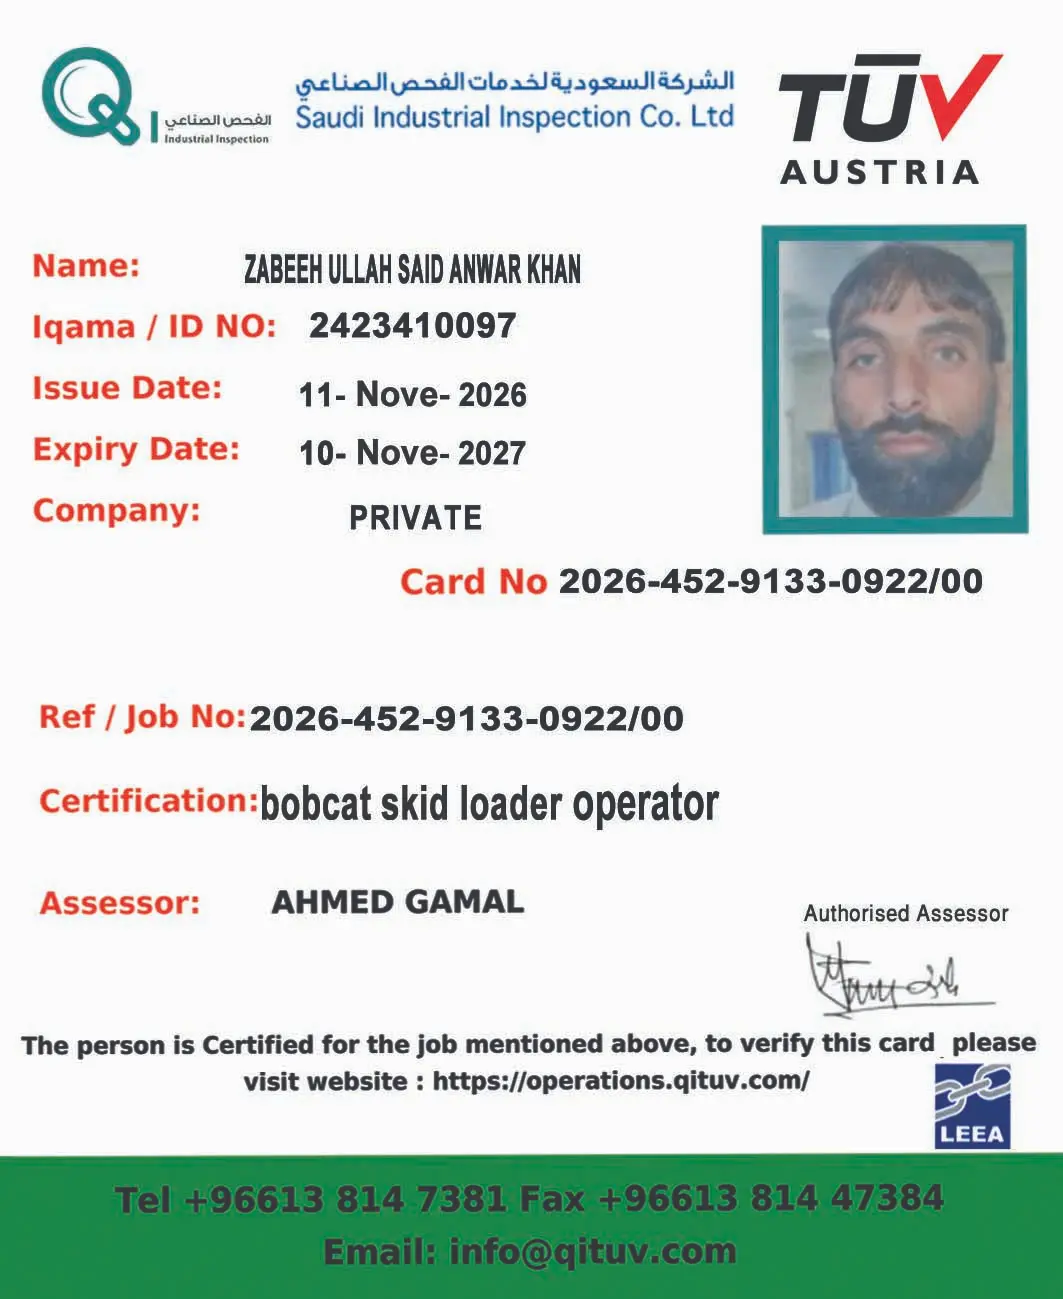 الفحص الصناعي
Industrial Inspection
الشركة السعودية لخدمات الفحص الصناعي
Saudi Industrial Inspection Co. Ltd
TÜV
AUSTRIA
Name: ZABEEH ULLAH SAID ANWAR KHAN
Iqama / ID NO: 2423410097
Issue Date: 11- Nove- 2026
Expiry Date: 10- Nove- 2027
Company: PRIVATE
Card No 2026-452-9133-0922/00
Ref / Job No: 2026-452-9133-0922/00
Certification: bobcat skid loader operator
Assessor: AHMED GAMAL
Authorised Assessor
The person is Certified for the job mentioned above, to verify this card please
visit website : https://operations.qituv.com/
LEEA
Tel +96613 814 7381 Fax +96613 814 47384
Email: info@qituv.com